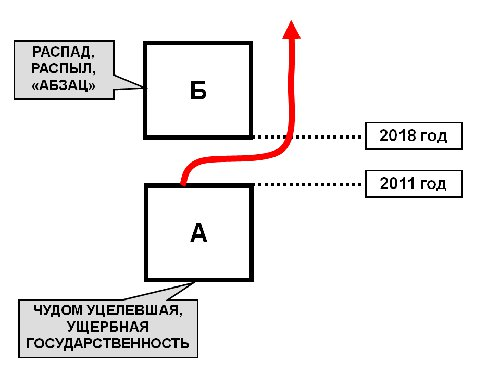 РАСПАД,
РАСПЫЛ,
«АБЗАЦ»
Б
2018 год
2011 год
А
ЧУДОМ УЦЕЛЕВШАЯ,
УЩЕРБНАЯ
ГОСУДАРСТВЕННОСТЬ